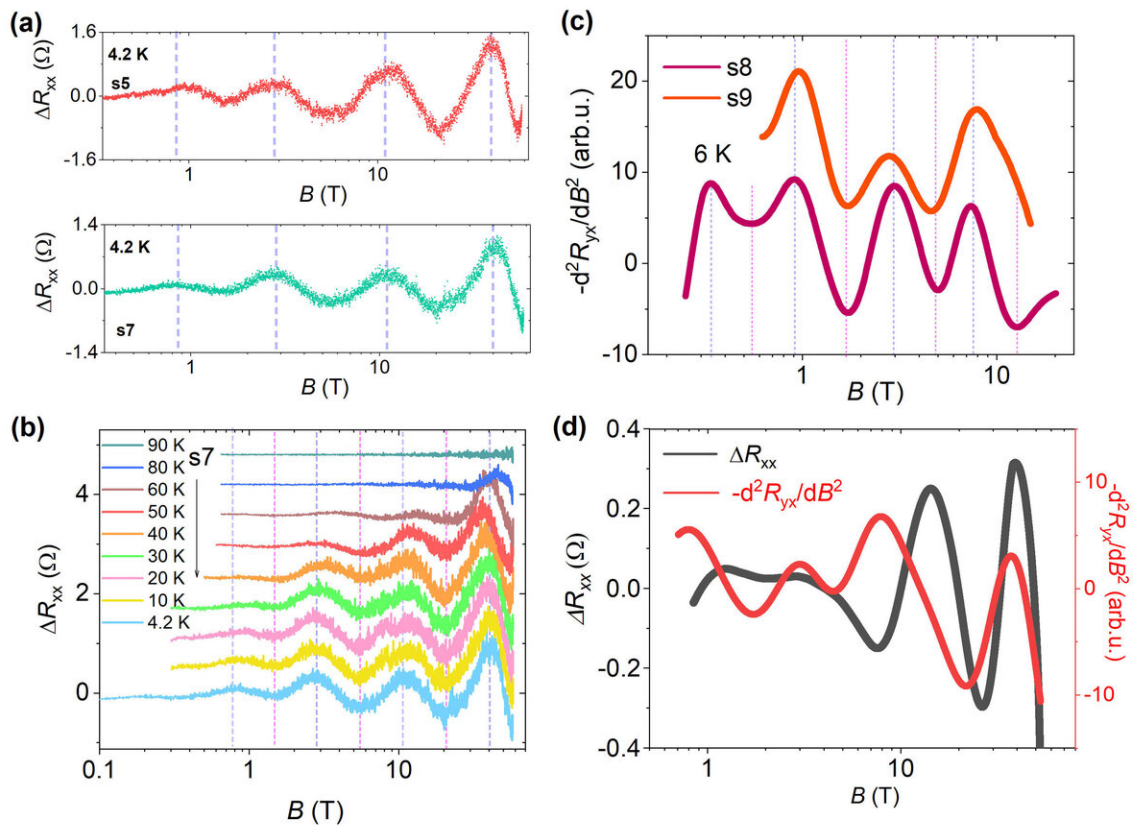 (a)
1.6
0.0
-1.6
ΔRxx (Ω)
4.2 K
s5
1
10
B (T)
1.4
0.0
-1.4
ΔRxx (Ω)
4.2 K
s7
1
10
B (T)
(b)
90 K
80 K
60 K
50 K
40 K
30 K
20 K
10 K
4.2 K
s7
4
2
0
ΔRxx (Ω)
0.1
1
10
B (T)
(c)
s8
s9
6 K
20
10
0
-10
-d²Ryx/dB² (arb.u.)
1
10
B (T)
(d)
ΔRxx
-d²Ryx/dB²
0.4
0.2
0.0
-0.2
-0.4
ΔRxx (Ω)
10
0
-10
-d²Ryx/dB² (arb.u.)
1
10
B (T)